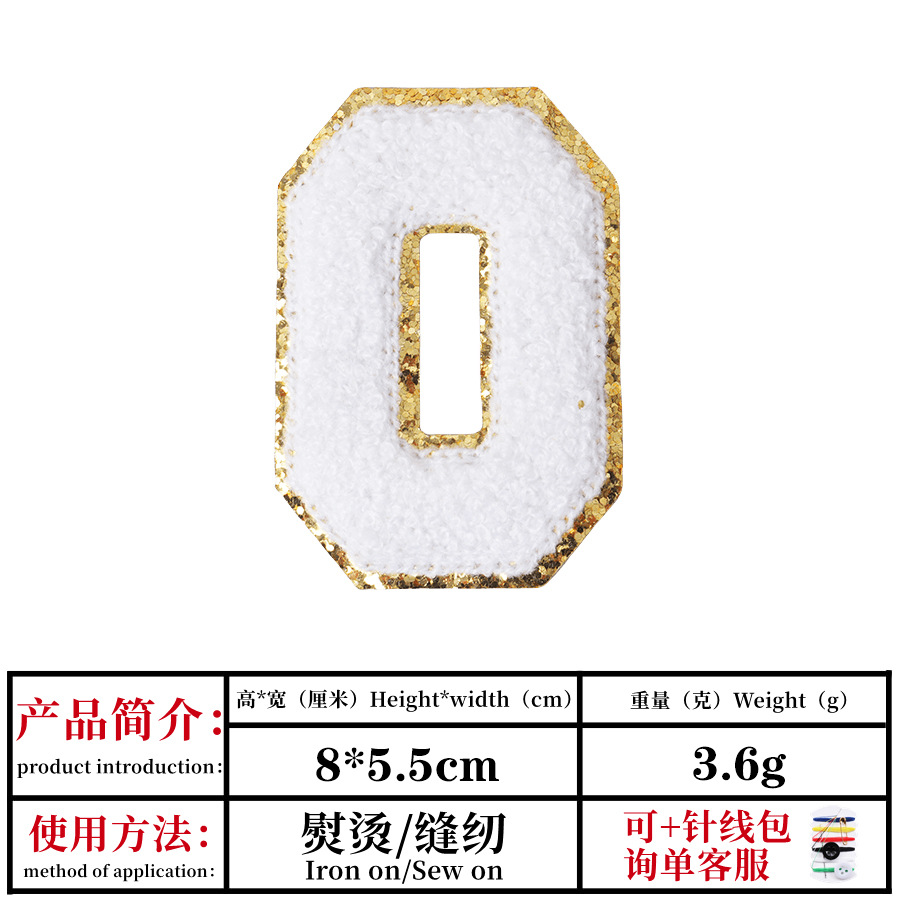 O
产品简介：
product introduction：
高*宽（厘米）Height*width（cm）
重量（克）Weight（g）
8*5.5cm
3.6g
使用方法：
method of application：
熨烫/缝纫
Iron on/Sew on
可+针线包
询单客服